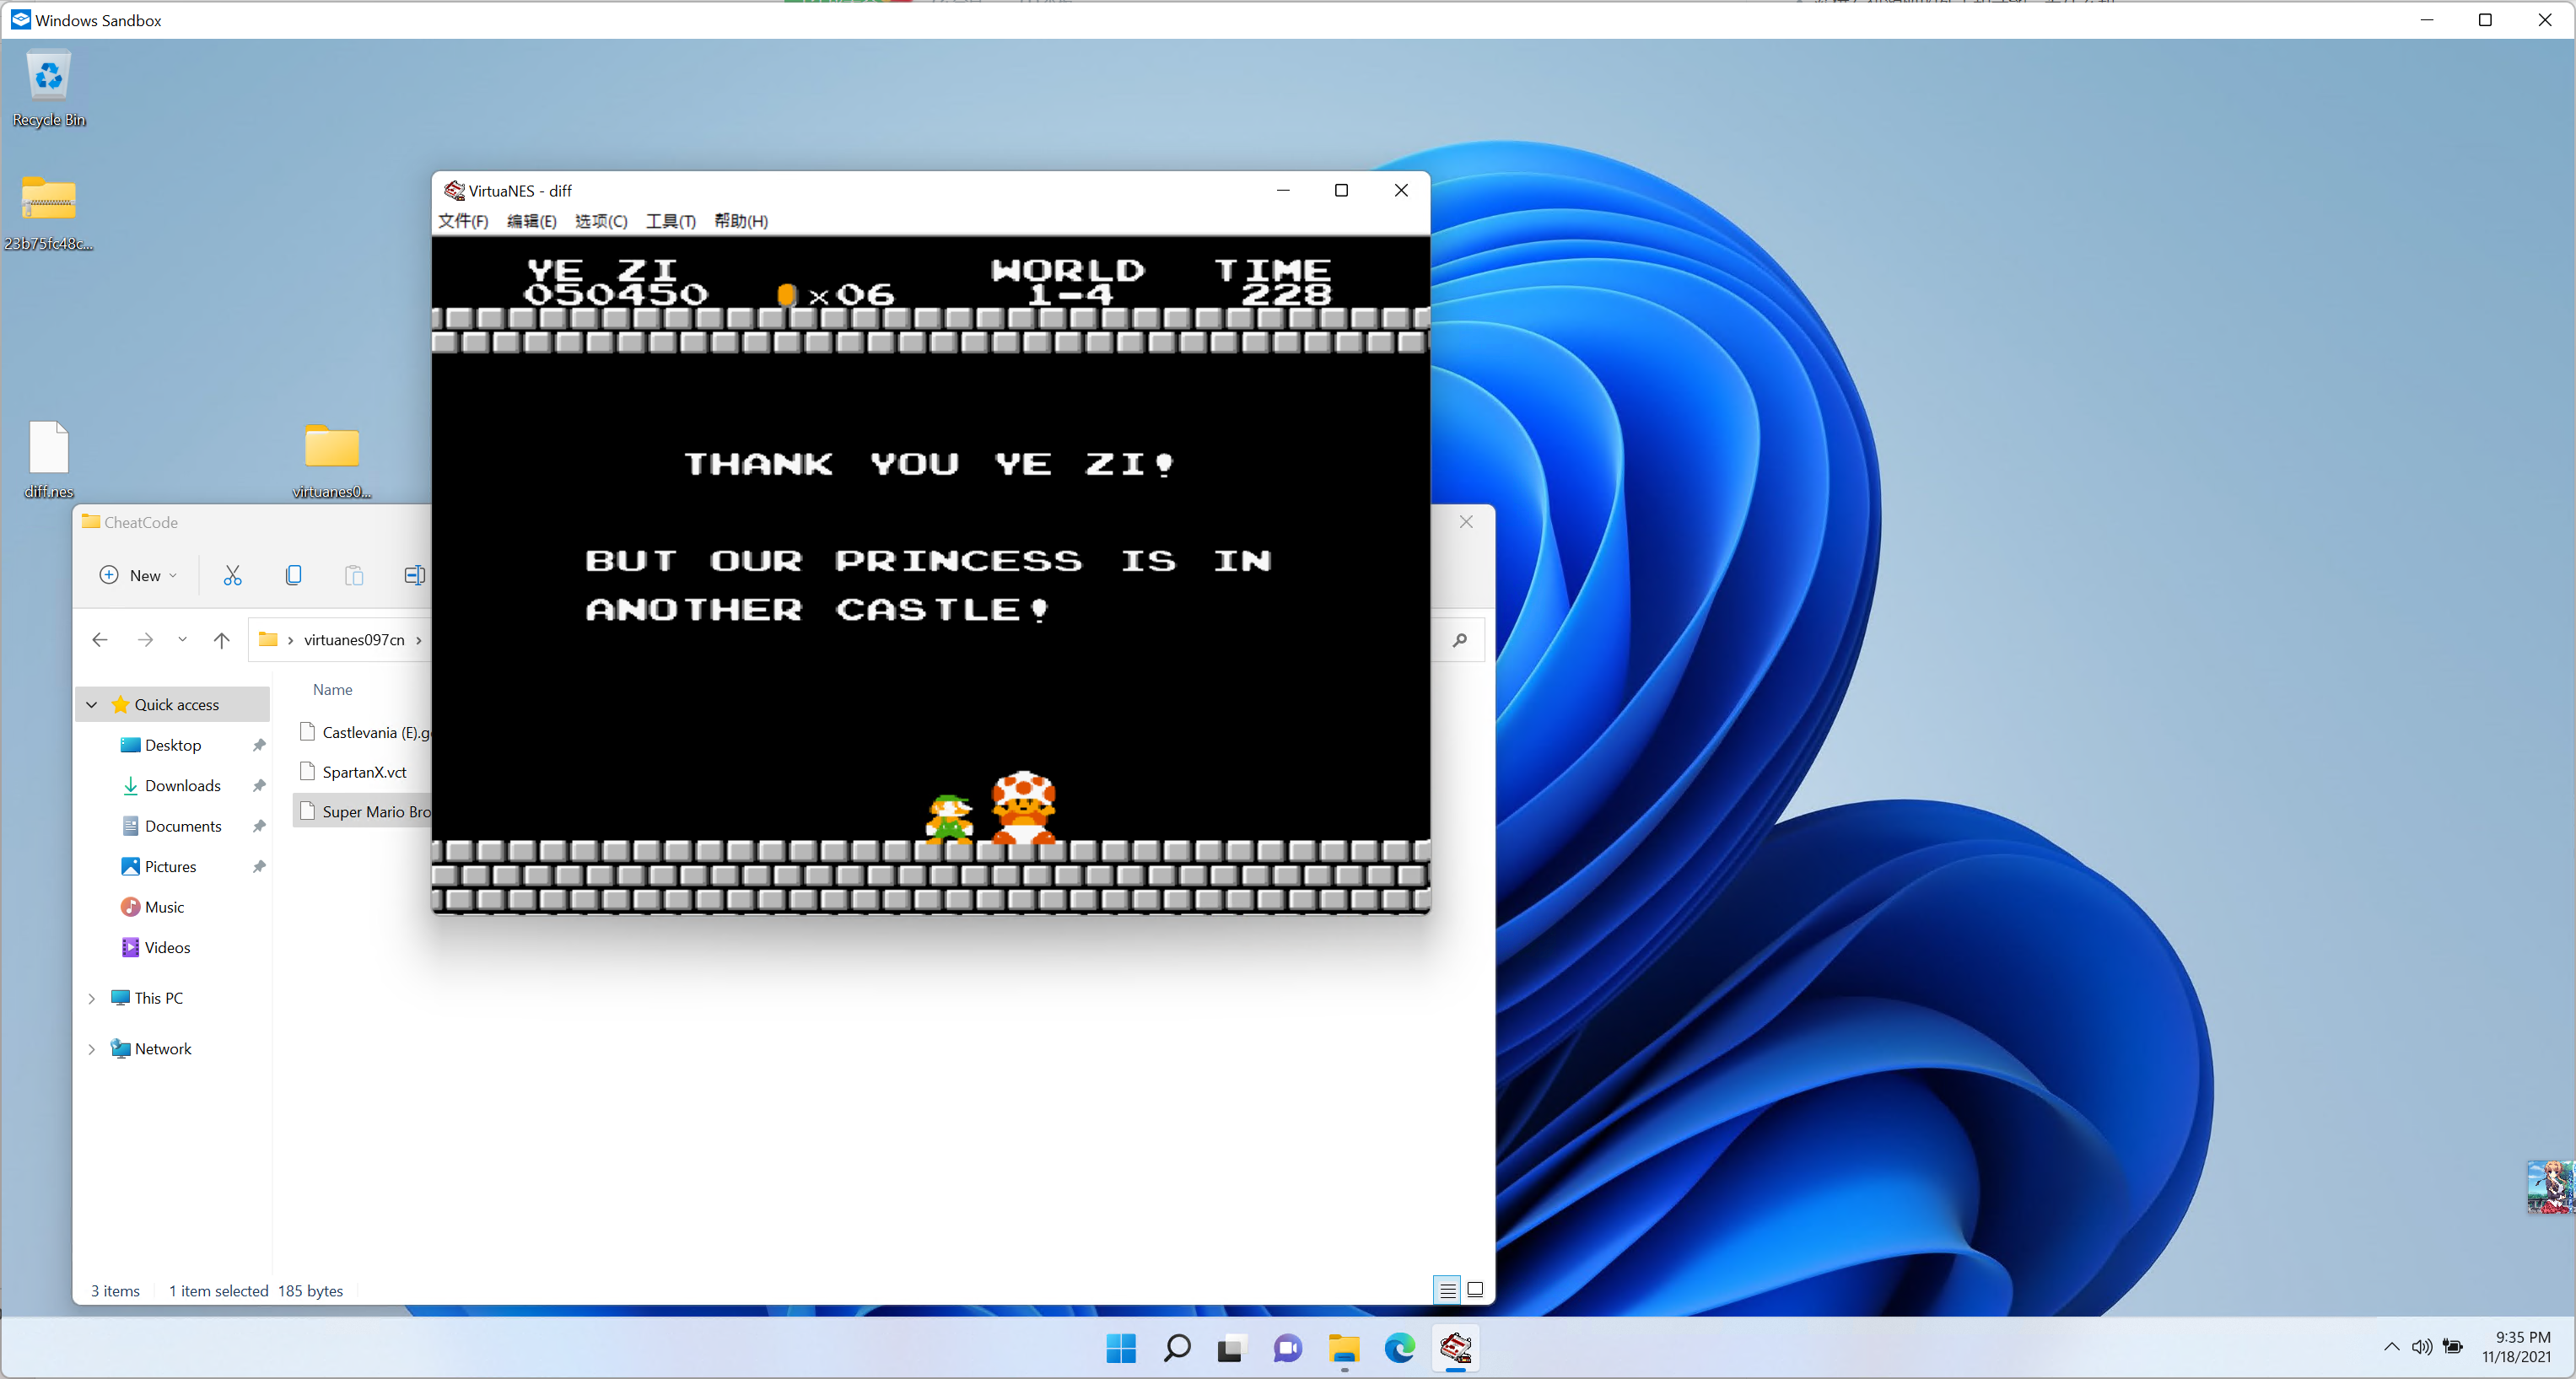 Windows Sandbox
Recycle Bin
23b75fc48c...
diff.nes
virtuanes0...
VirtuaNES - diff
文件(F) 编辑(E) 选项(C) 工具(T) 帮助(H)
YE ZI WORLD TIME
050450 ×06 1-4 228
THANK YOU YE ZI!
BUT OUR PRINCESS IS IN
ANOTHER CASTLE!
CheatCode
New
virtuanes097cn
Name
Quick access
Desktop
Downloads
Documents
Pictures
Music
Videos
This PC
Network
Castlevania (E).g
SpartanX.vct
Super Mario Bro
3 items 1 item selected 185 bytes
9:35 PM
11/18/2021